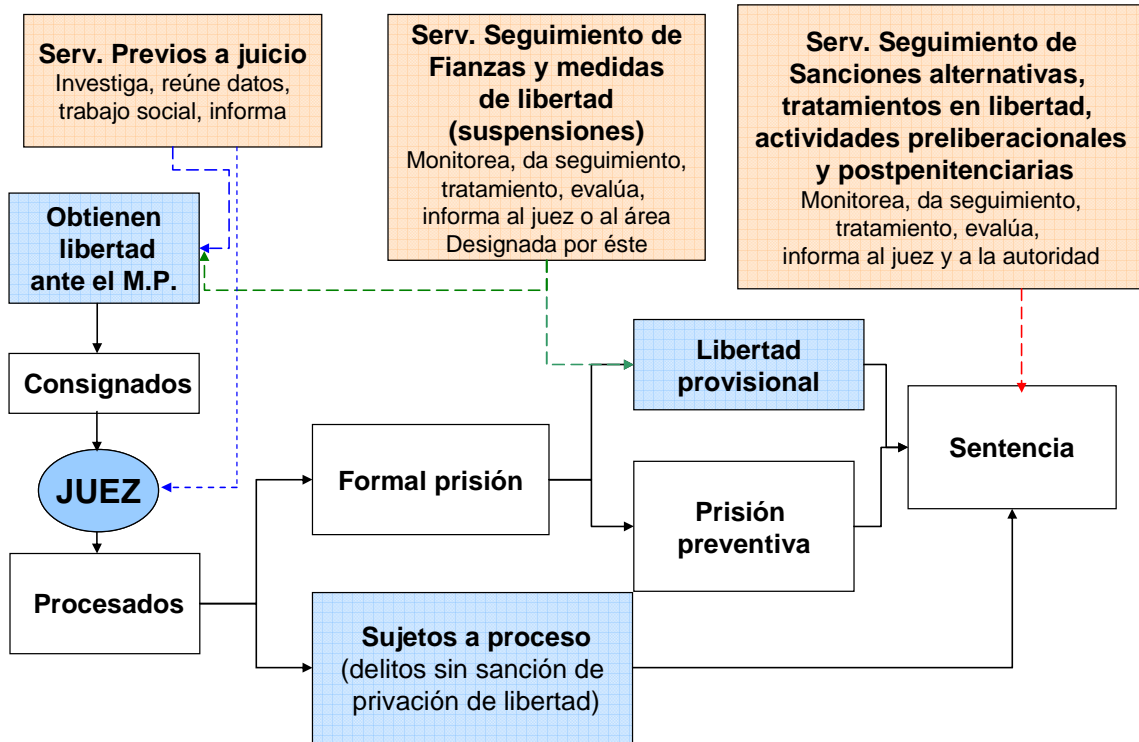 Serv. Previos a juicio
Investiga, reúne datos,
trabajo social, informa
Serv. Seguimiento de
Fianzas y medidas
de libertad
(suspensiones)
Monitorea, da seguimiento,
tratamiento, evalúa,
informa al juez o al área
Designada por éste
Serv. Seguimiento de
Sanciones alternativas,
tratamientos en libertad,
actividades preliberacionales
y postpenitenciarias
Monitorea, da seguimiento,
tratamiento, evalúa,
informa al juez y a la autoridad
Obtienen
libertad
ante el M.P.
Consignados
JUEZ
Procesados
Formal prisión
Libertad
provisional
Prisión
preventiva
Sentencia
Sujetos a proceso
(delitos sin sanción de
privación de libertad)